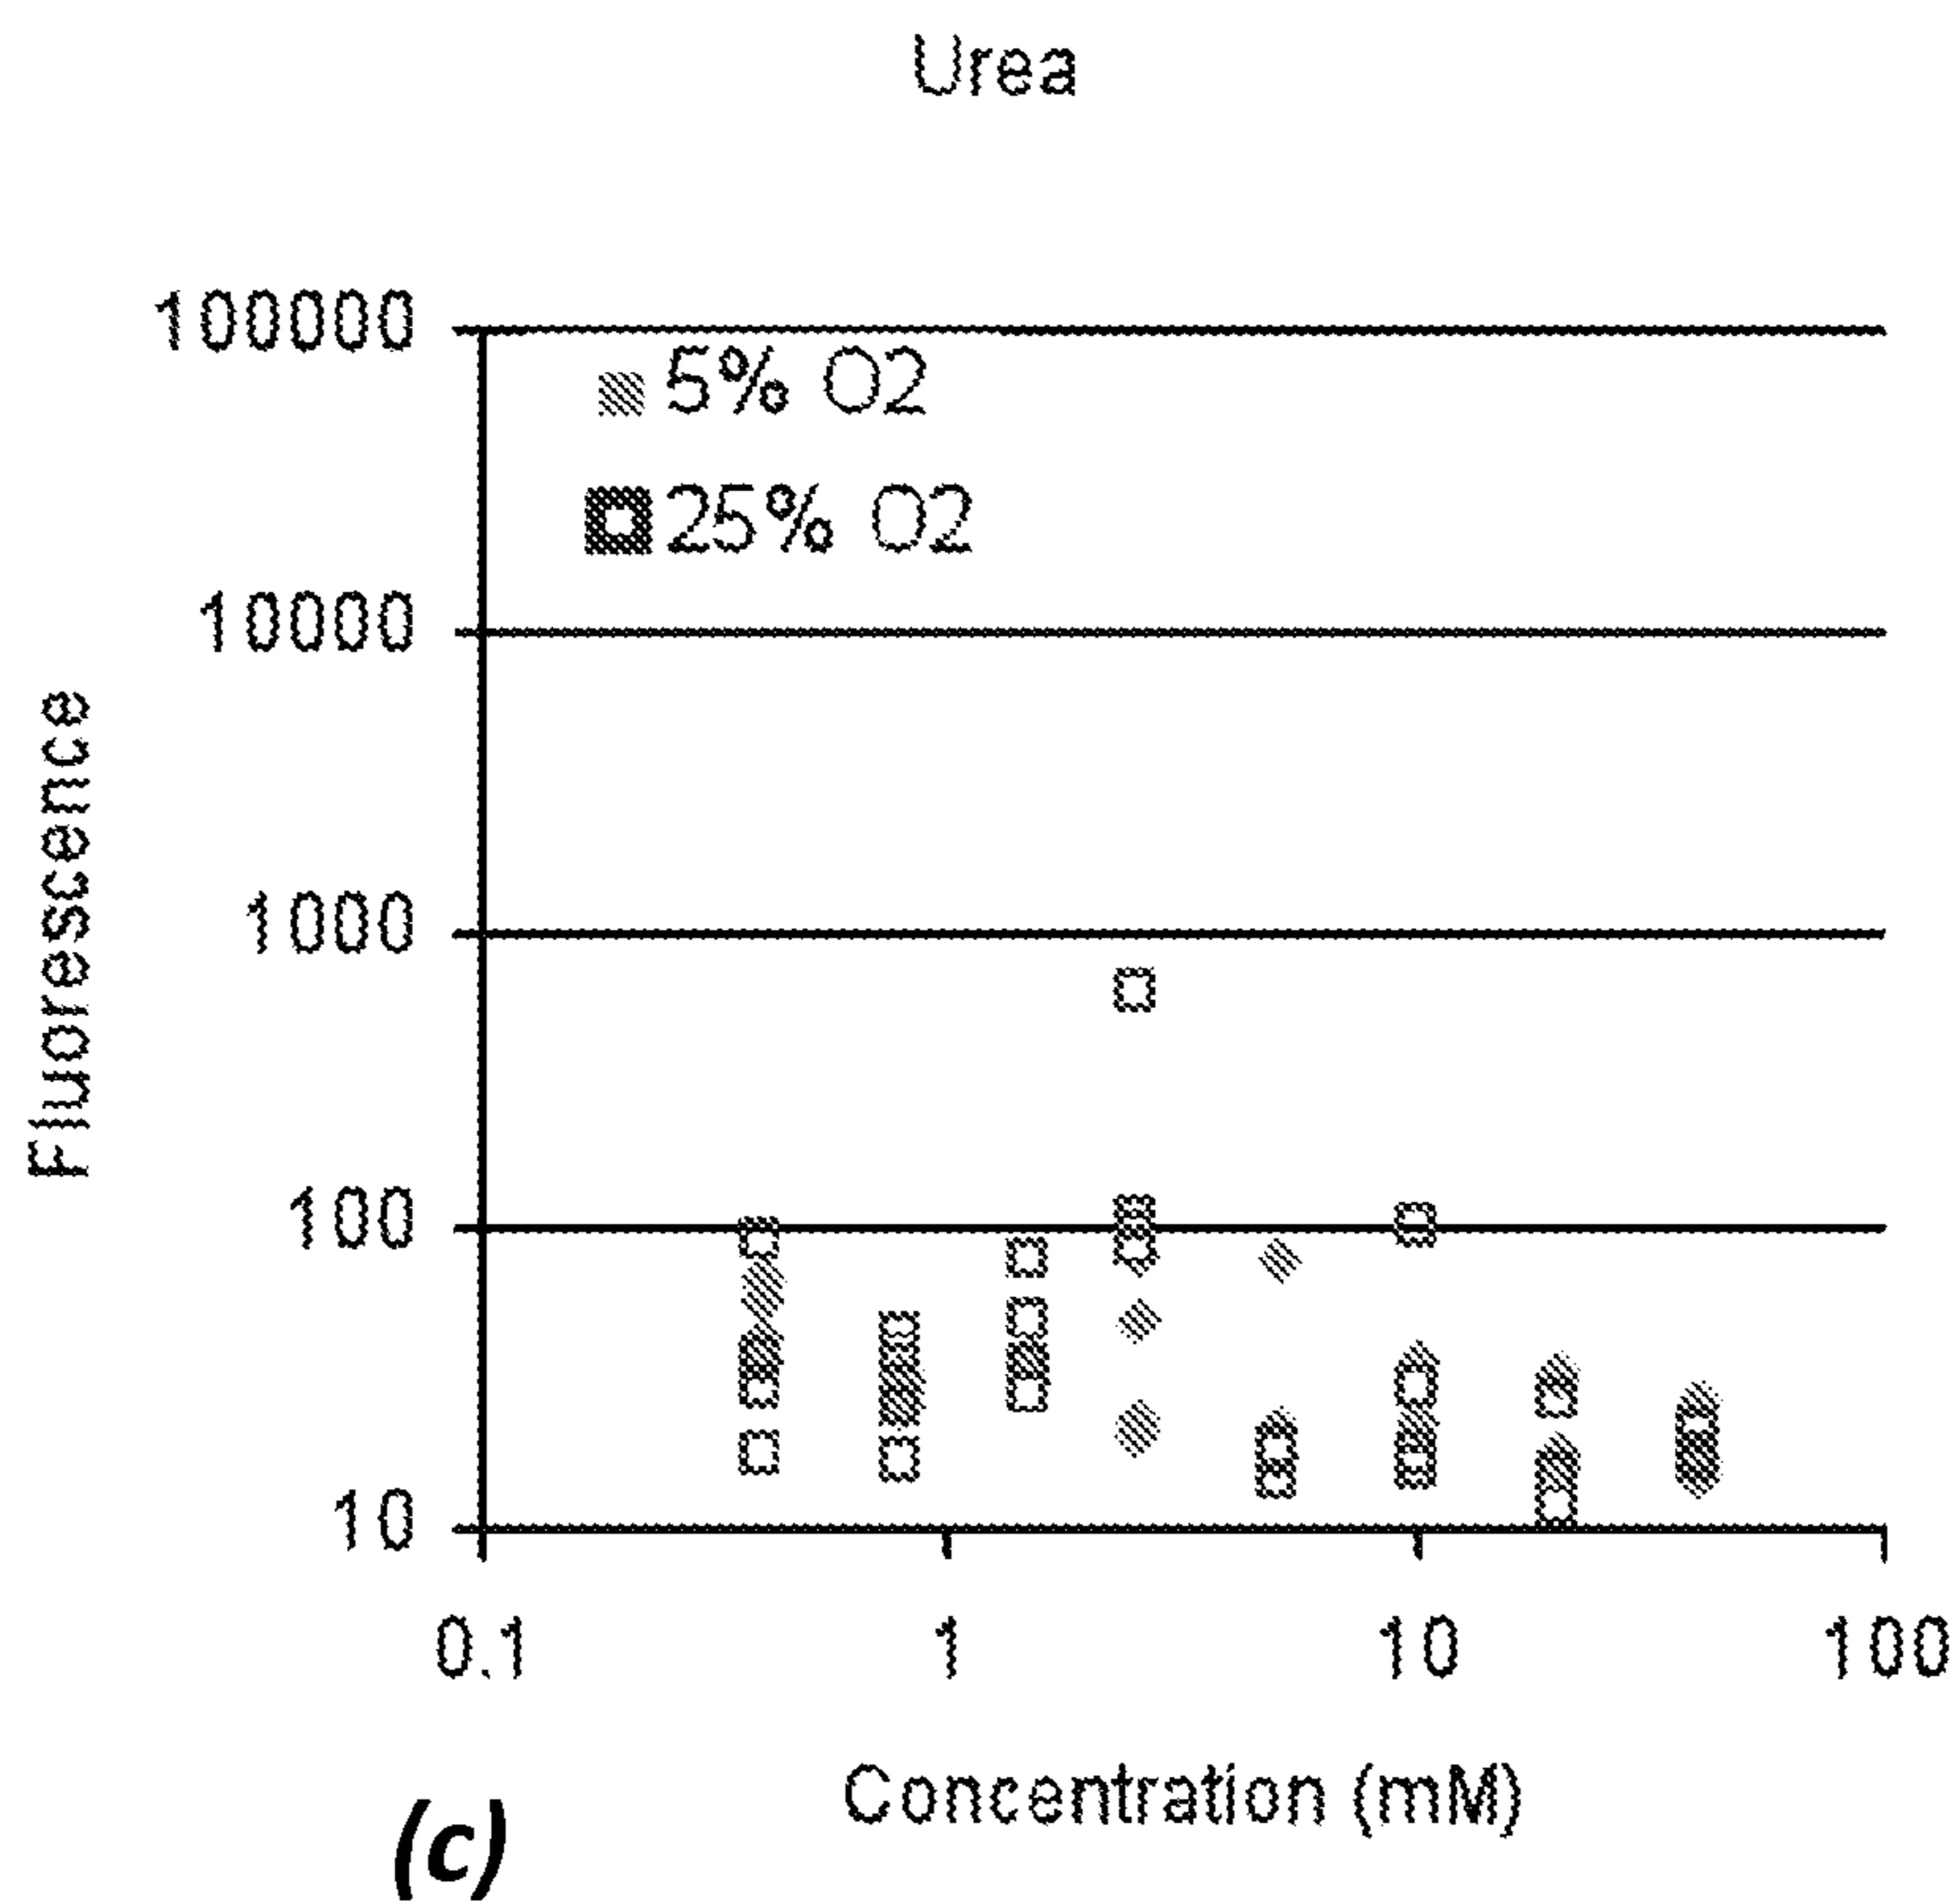 Urea
100000
5% O2
25% O2
10000
1000
100
10
Fluorescence
0.1 1 10 100
Concentration (mM)
(c)